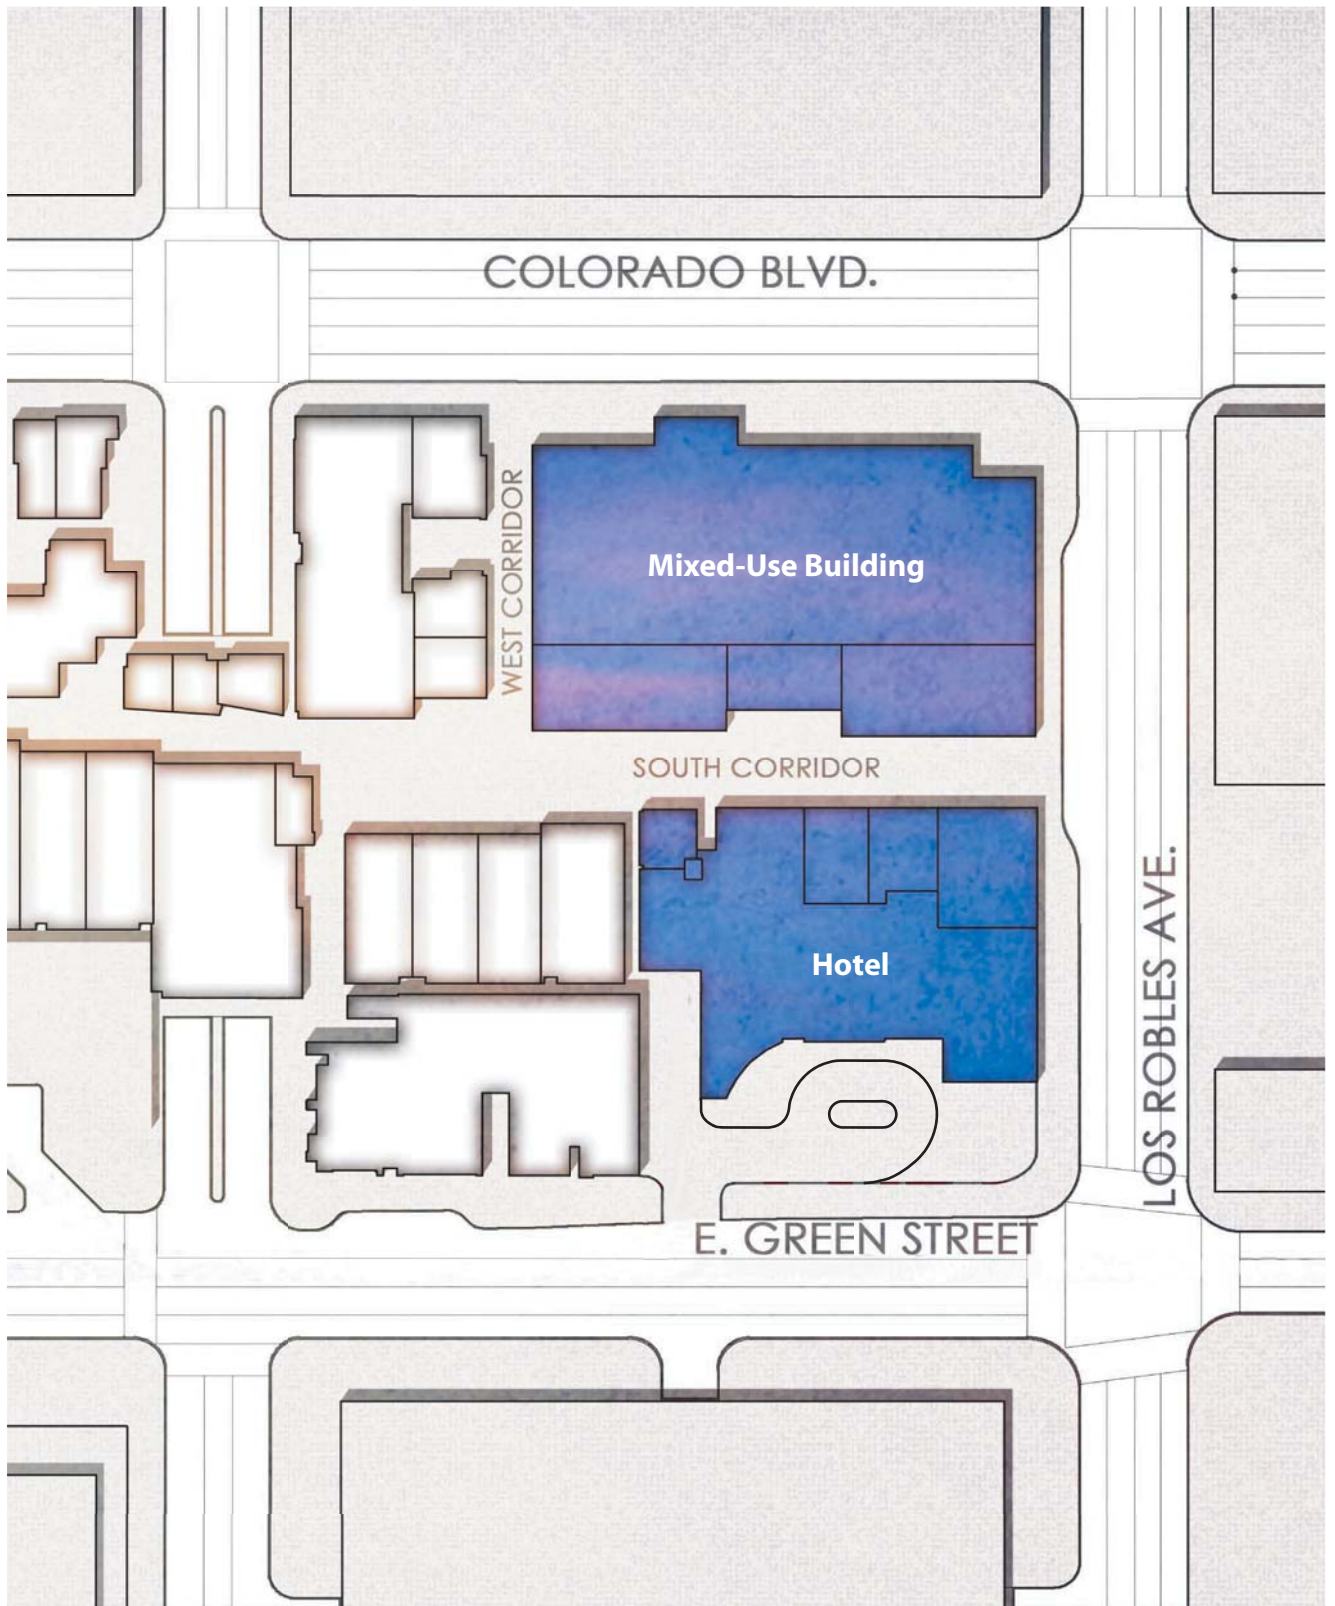 COLORADO BLVD.
WEST CORRIDOR
Mixed-Use Building
SOUTH CORRIDOR
Hotel
LOS ROBLES AVE.
E. GREEN STREET